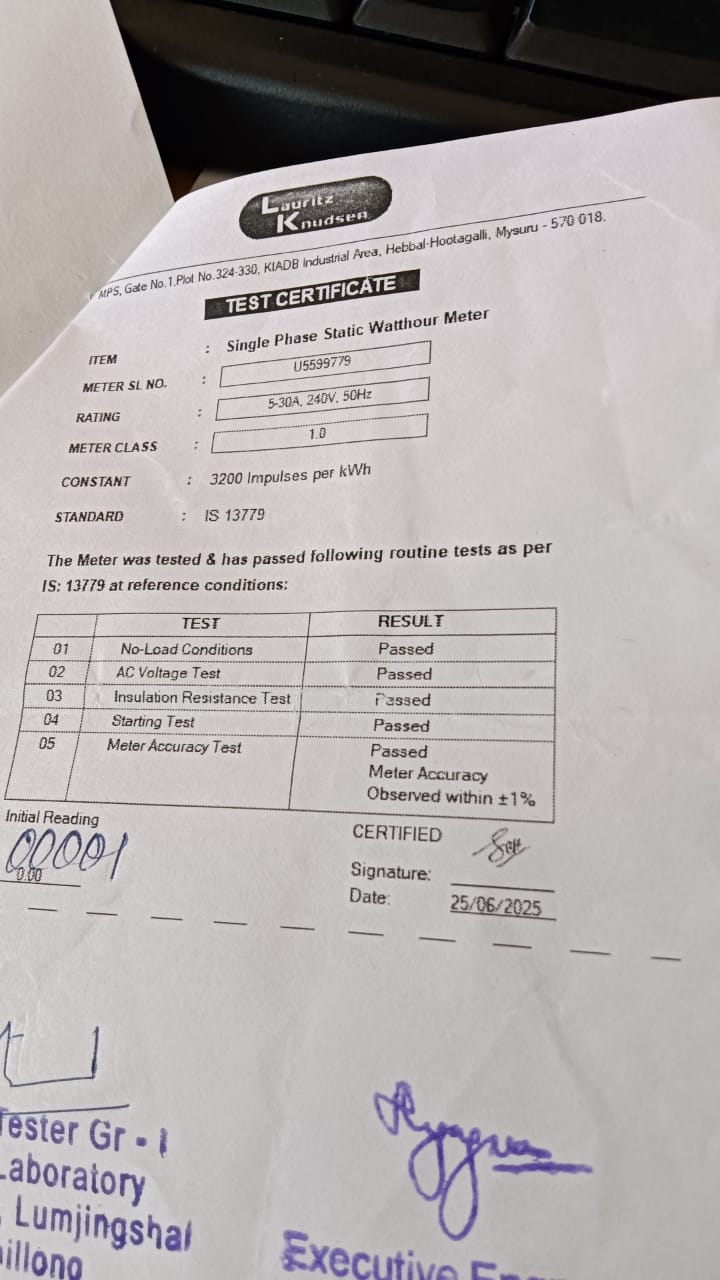 Lauritz
Knudsen
MPS, Gate No.1,Plot No.324-330, KIADB Industrial Area, Hebbal-Hootagalli, Mysuru - 570 018.
TEST CERTIFICATE
ITEM : Single Phase Static Watthour Meter
METER SL NO. : U5599779
RATING : 5-30A, 240V, 50Hz
METER CLASS : 1.0
CONSTANT : 3200 Impulses per kWh
STANDARD : IS 13779
The Meter was tested & has passed following routine tests as per
IS: 13779 at reference conditions:
TEST RESULT
01 No-Load Conditions Passed
02 AC Voltage Test Passed
03 Insulation Resistance Test Passed
04 Starting Test Passed
05 Meter Accuracy Test Passed
Meter Accuracy
Observed within ±1%
Initial Reading
00001
0.00
CERTIFIED
Signature:
Date: 25/06/2025
Tester Gr - I
Laboratory
, Lumjingshai
hillong
Executive